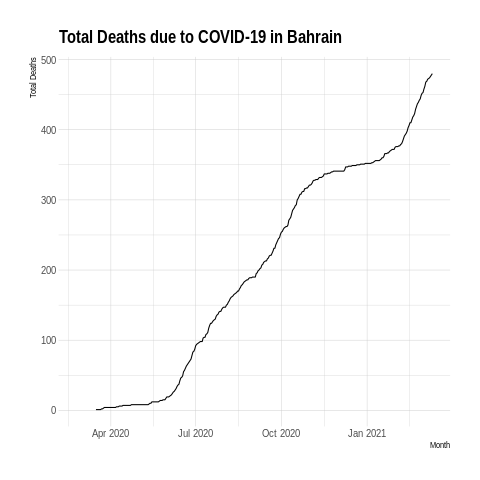 Total Deaths due to COVID-19 in Bahrain
Total Deaths
500
400
300
200
100
0
Apr 2020
Jul 2020
Oct 2020
Jan 2021
Month